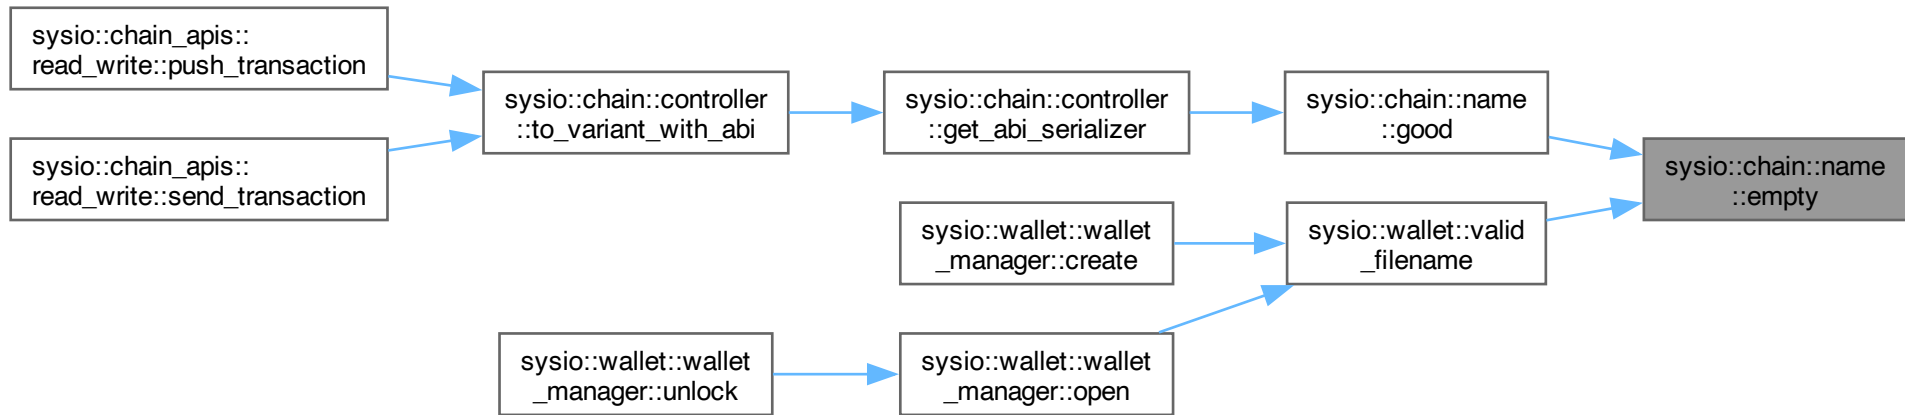 sysio::chain_apis::
read_write::push_transaction
sysio::chain_apis::
read_write::send_transaction
sysio::chain::controller
::to_variant_with_abi
sysio::chain::controller
::get_abi_serializer
sysio::chain::name
::good
sysio::chain::name
::empty
sysio::wallet::wallet
_manager::create
sysio::wallet::valid
_filename
sysio::wallet::wallet
_manager::unlock
sysio::wallet::wallet
_manager::open